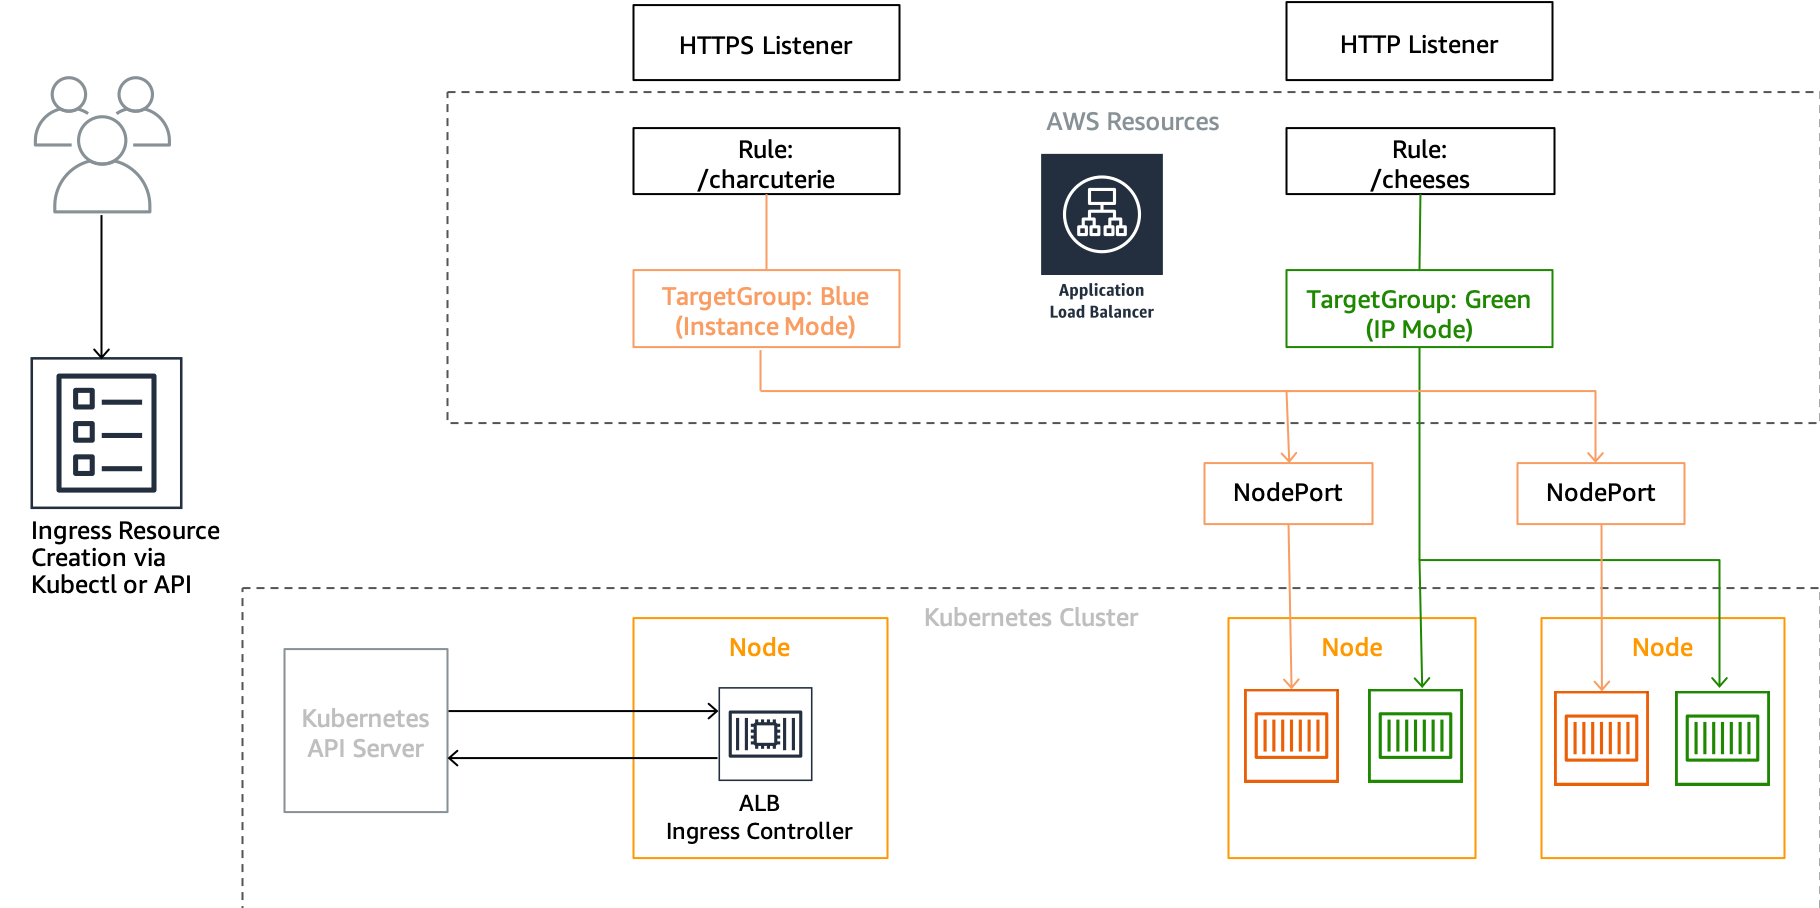 HTTPS Listener
HTTP Listener
AWS Resources
Rule:
/charcuterie
Rule:
/cheeses
Application
Load Balancer
TargetGroup: Blue
(Instance Mode)
TargetGroup: Green
(IP Mode)
NodePort
NodePort
Ingress Resource
Creation via
Kubectl or API
Kubernetes Cluster
Node
Node
Node
Kubernetes
API Server
ALB
Ingress Controller